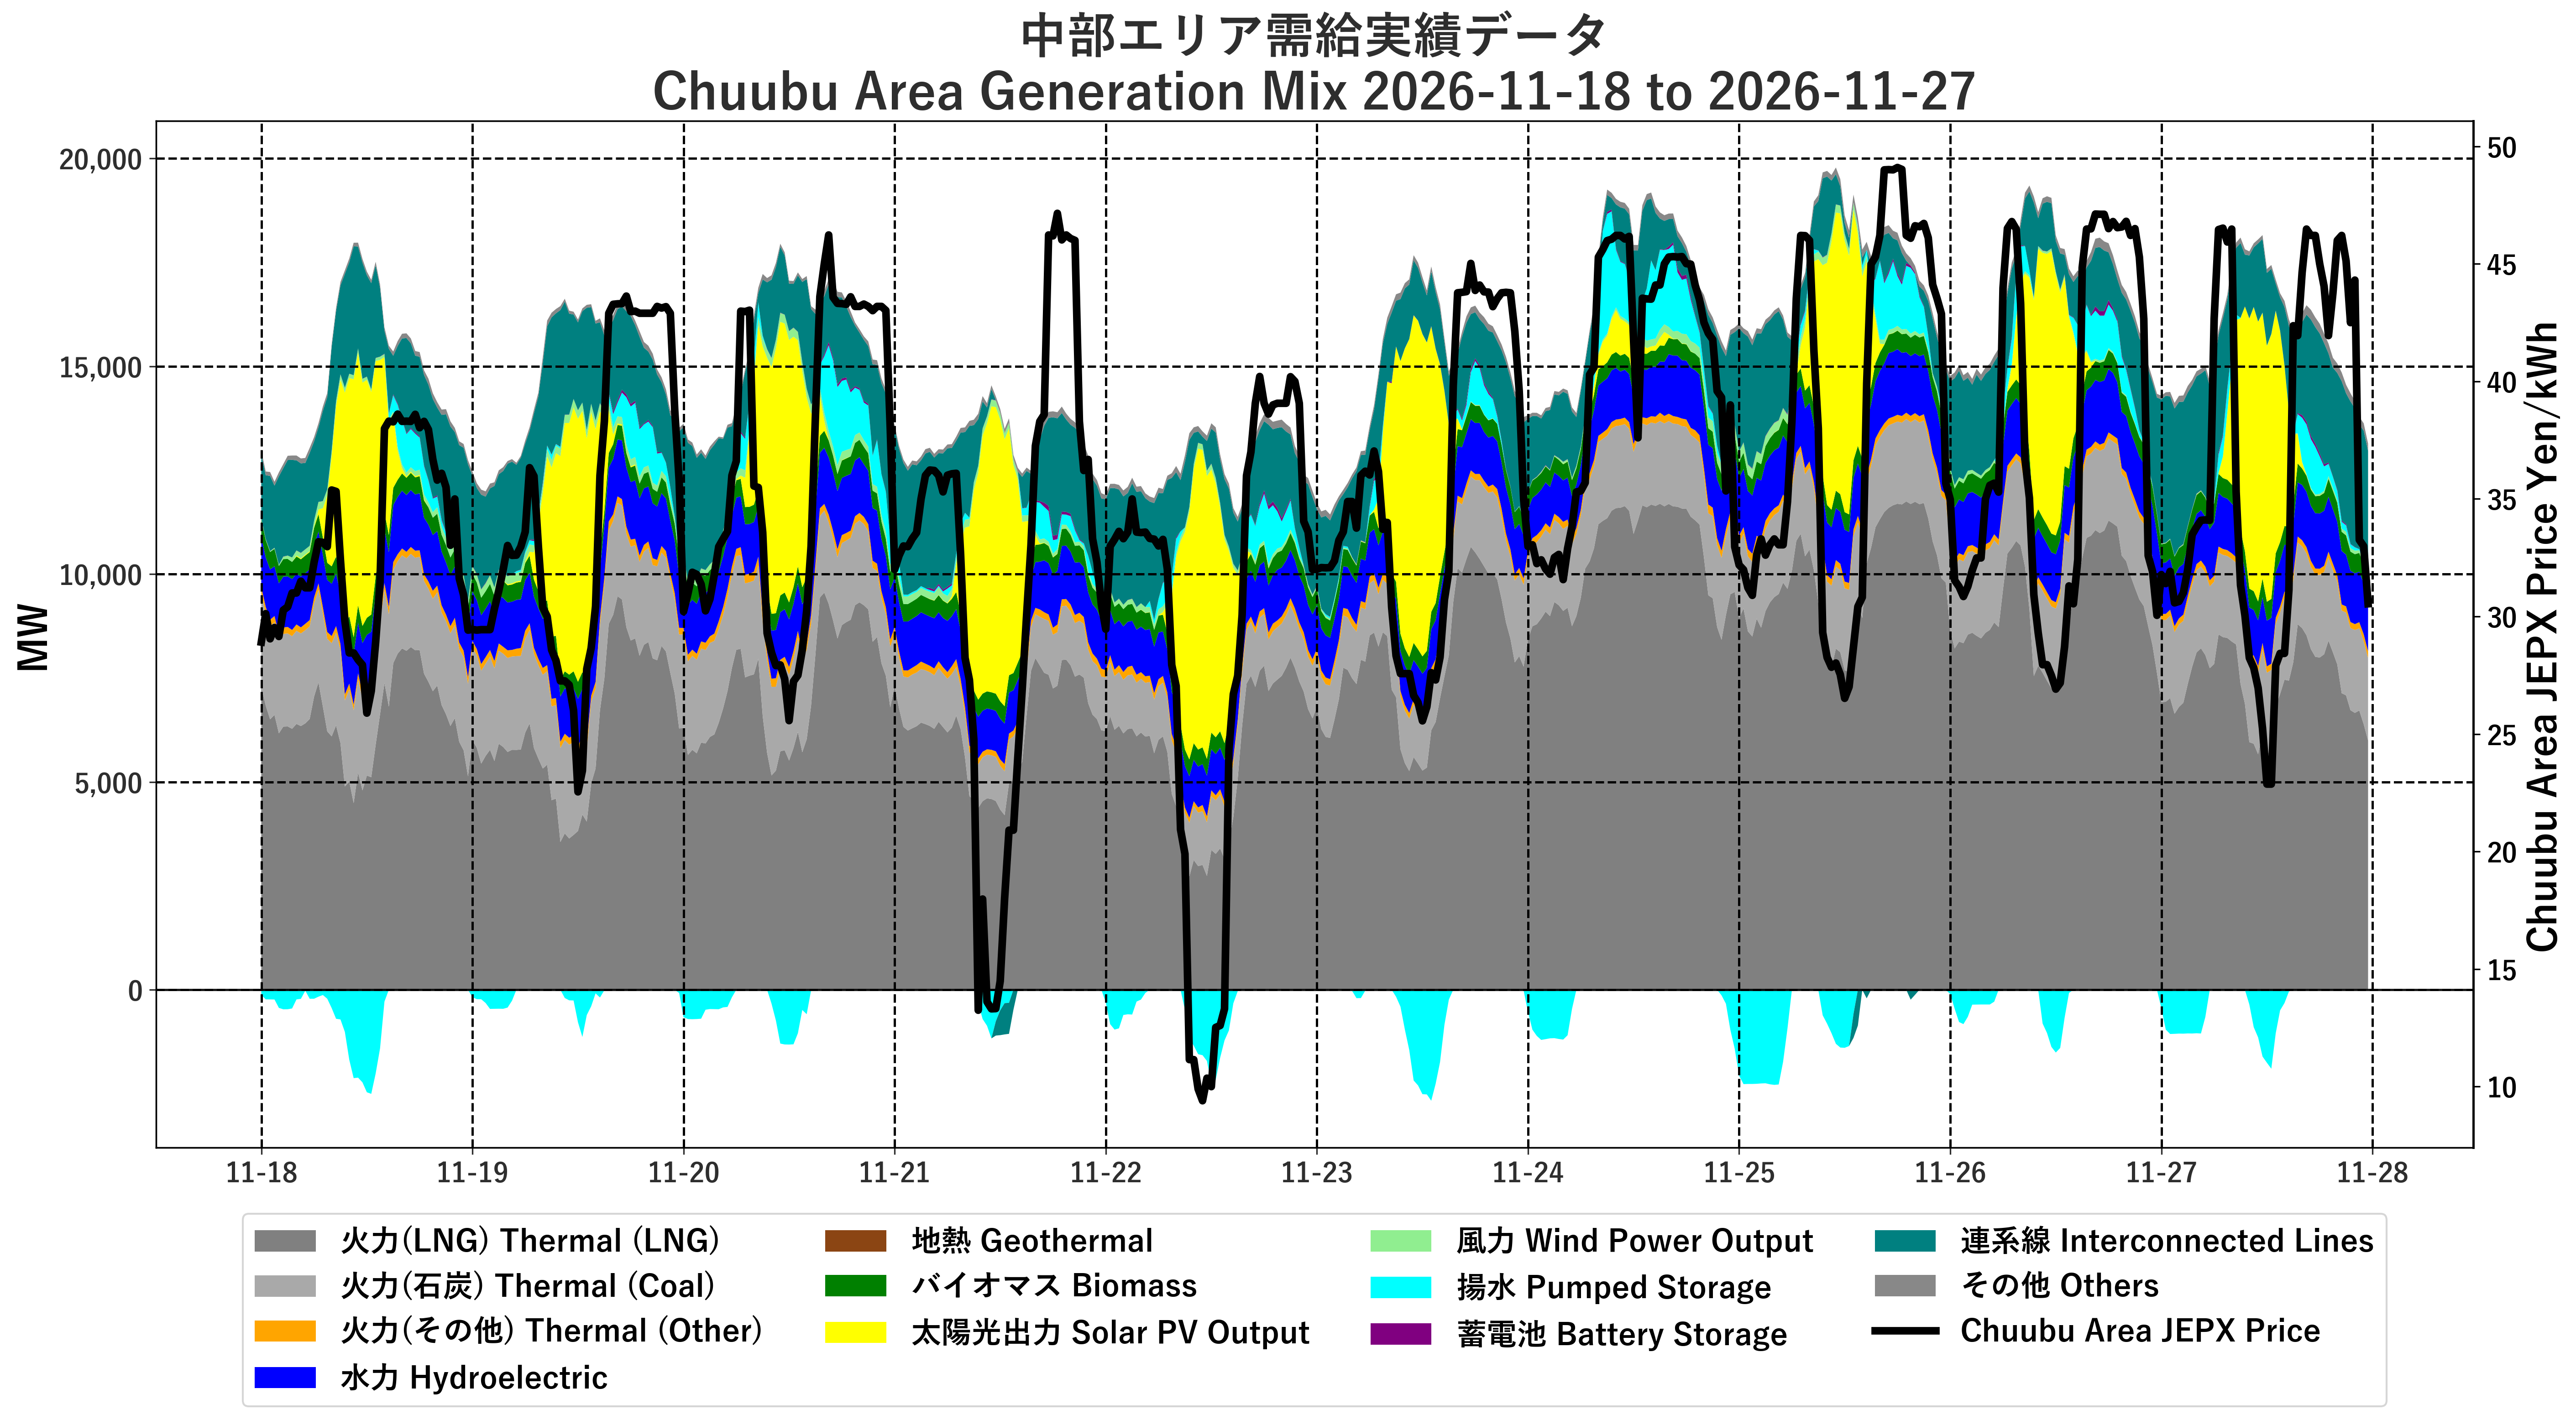 中部エリア需給実績データ
Chuubu Area Generation Mix 2026-11-18 to 2026-11-27
MW
20,000
15,000
10,000
5,000
0
50
45
40
35
30
25
20
15
10
Chuubu Area JEPX Price Yen/kWh
11-18
11-19
11-20
11-21
11-22
11-23
11-24
11-25
11-26
11-27
11-28
火力(LNG) Thermal (LNG)
火力(石炭) Thermal (Coal)
火力(その他) Thermal (Other)
水力 Hydroelectric
地熱 Geothermal
バイオマス Biomass
太陽光出力 Solar PV Output
風力 Wind Power Output
揚水 Pumped Storage
蓄電池 Battery Storage
連系線 Interconnected Lines
その他 Others
Chuubu Area JEPX Price